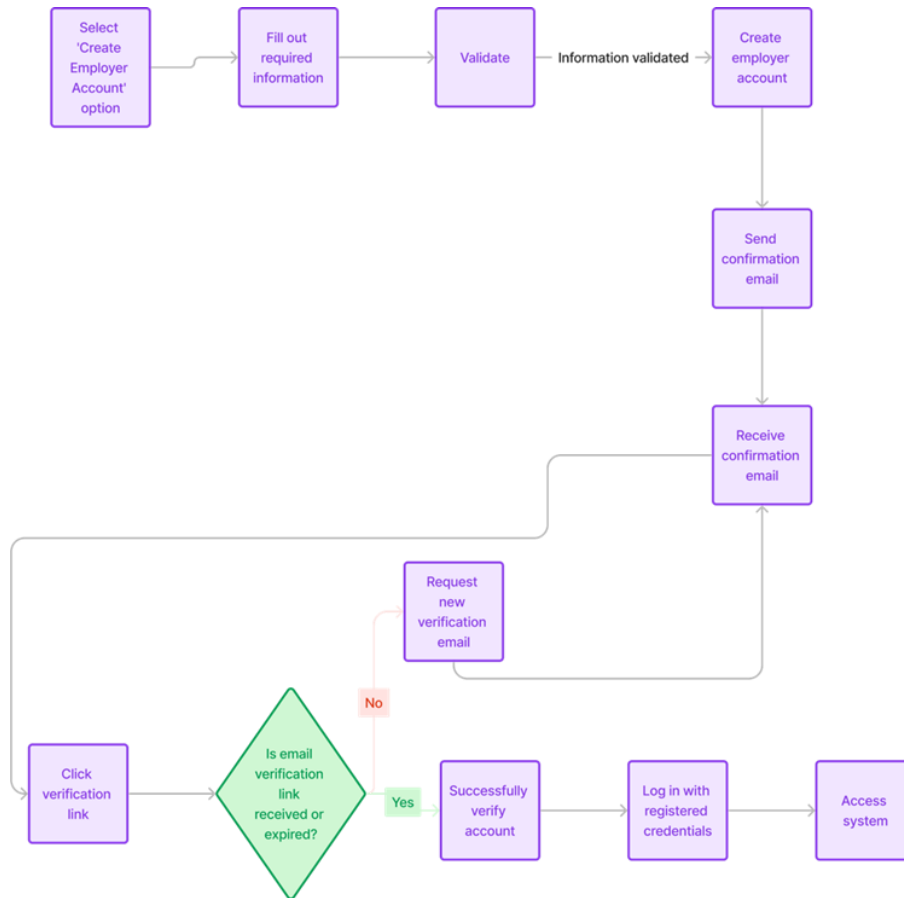 Select
'Create
Employer
Account'
option
Fill out
required
information
Validate
Information validated
Create
employer
account
Send
confirmation
email
Receive
confirmation
email
Request
new
verification
email
No
Click
verification
link
Is email
verification
link
received or
expired?
Yes
Successfully
verify
account
Log in with
registered
credentials
Access
system